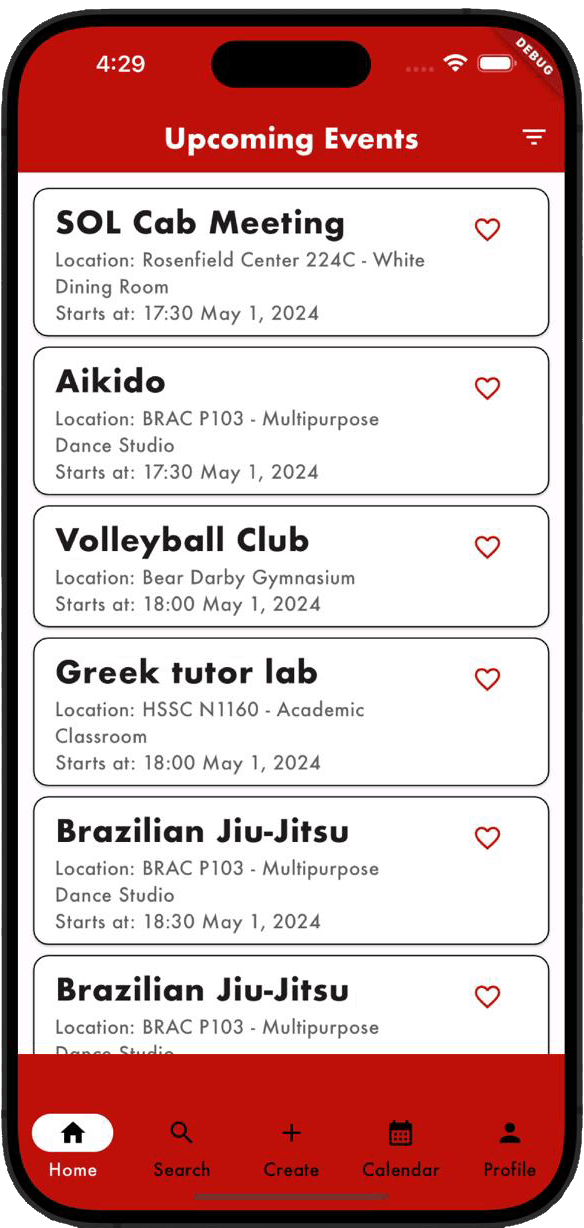 4:29
DEBUG
Upcoming Events
SOL Cab Meeting
Location: Rosenfield Center 224C - White
Dining Room
Starts at: 17:30 May 1, 2024
Aikido
Location: BRAC P103 - Multipurpose
Dance Studio
Starts at: 17:30 May 1, 2024
Volleyball Club
Location: Bear Darby Gymnasium
Starts at: 18:00 May 1, 2024
Greek tutor lab
Location: HSSC N1160 - Academic
Classroom
Starts at: 18:00 May 1, 2024
Brazilian Jiu-Jitsu
Location: BRAC P103 - Multipurpose
Dance Studio
Starts at: 18:30 May 1, 2024
Brazilian Jiu-Jitsu
Location: BRAC P103 - Multipurpose
Dance Studio
Home Search Create Calendar Profile